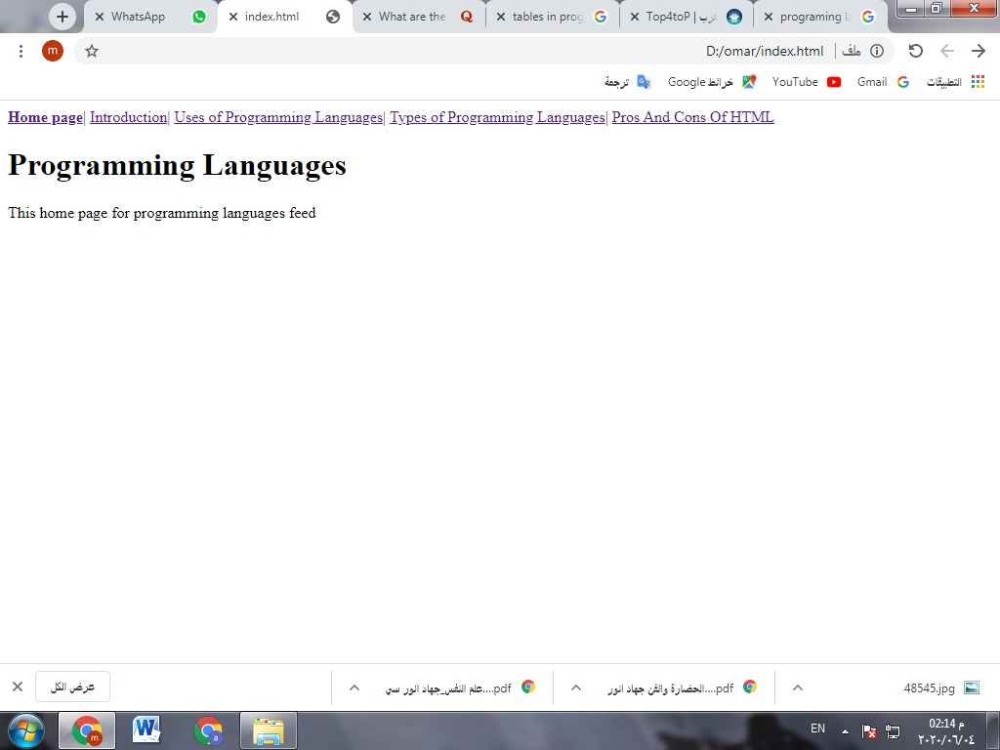 WhatsApp
index.html
What are the
tables in prog
Top4toP | عرب
programing la
m
D:/omar/index.html
ملف
ترجمة
خرائط Google
YouTube
Gmail
التطبيقات
Home page| Introduction| Uses of Programming Languages| Types of Programming Languages| Pros And Cons Of HTML
Programming Languages
This home page for programming languages feed
عرض الكل
علم النفس_جهاد انور سي....pdf
الحضارة والفن جهاد انور....pdf
48545.jpg
EN
02:14 م
٢٠٢٠/٠٦/٠٤